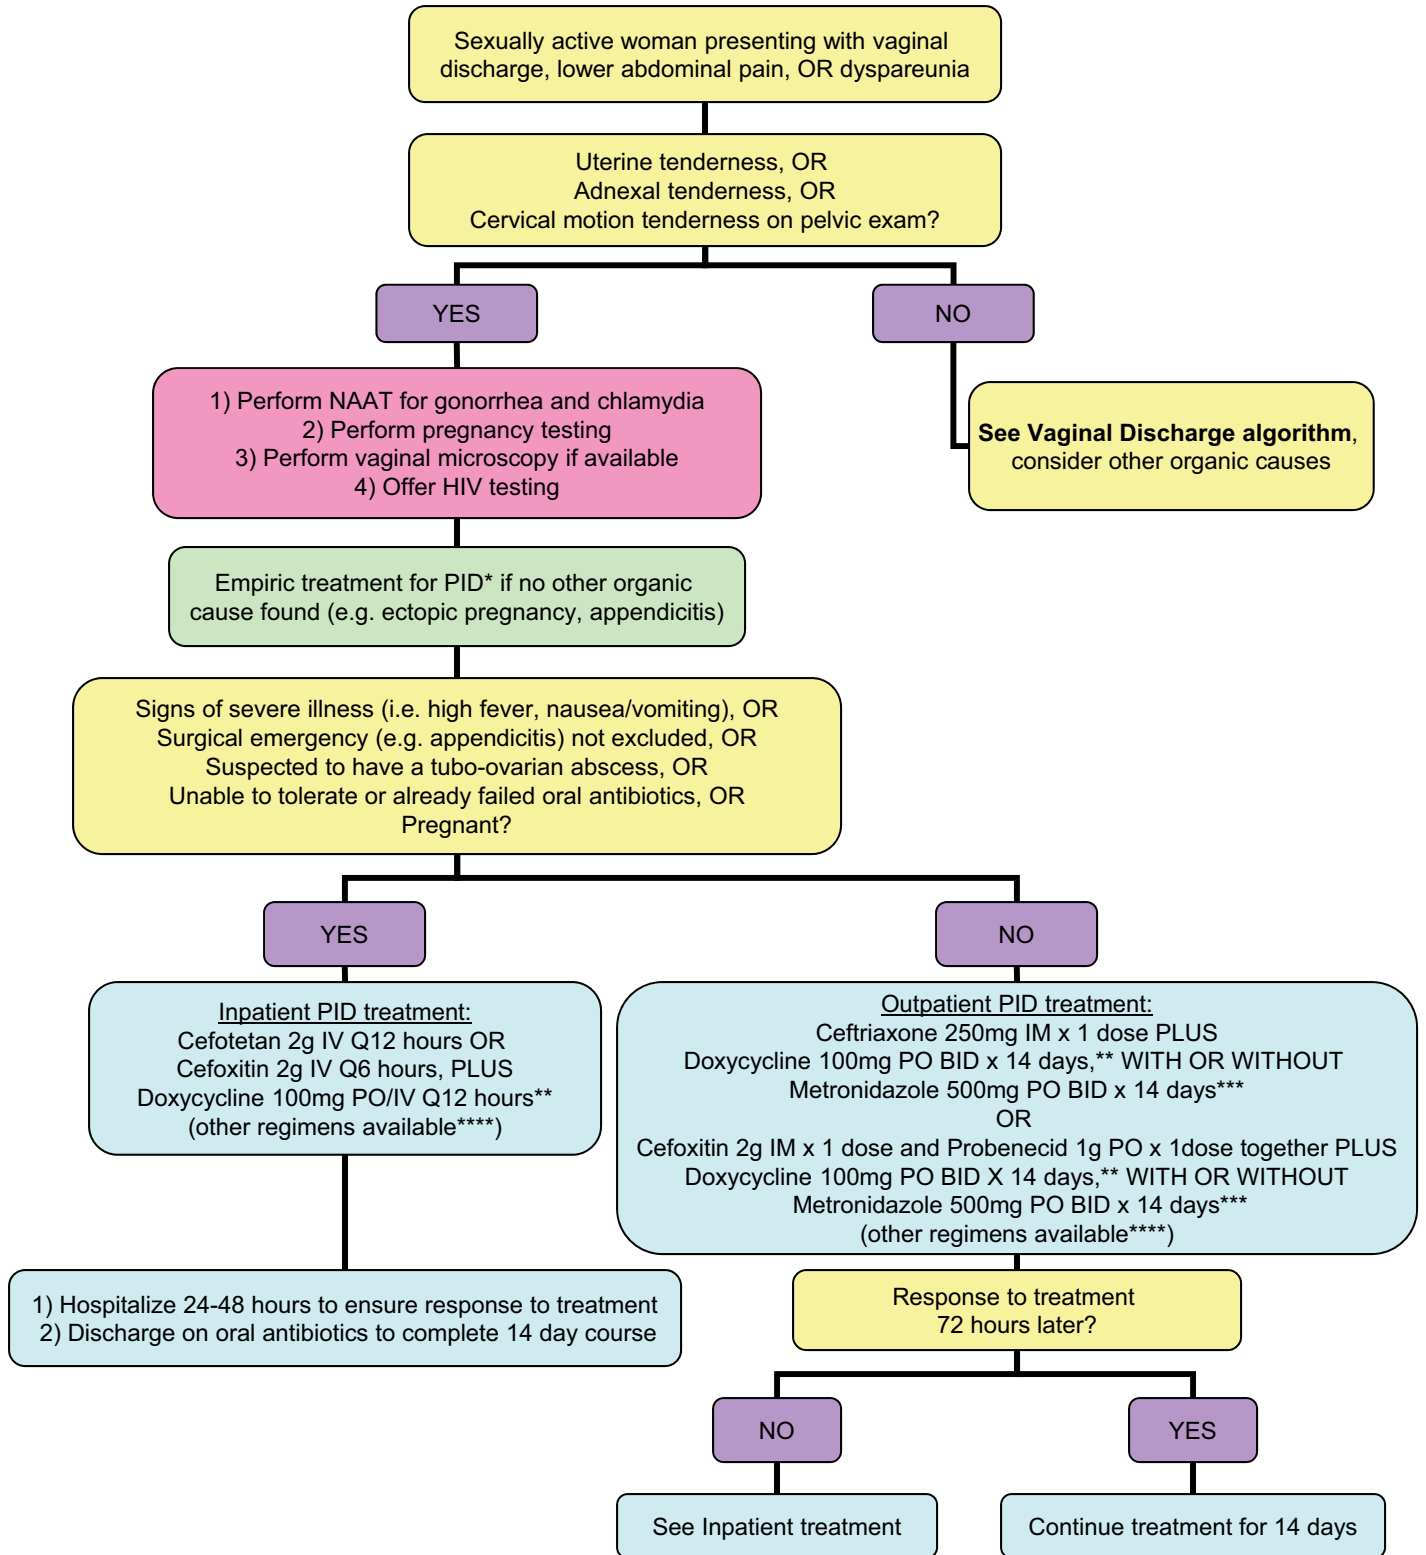 Sexually active woman presenting with vaginal
discharge, lower abdominal pain, OR dyspareunia
Uterine tenderness, OR
Adnexal tenderness, OR
Cervical motion tenderness on pelvic exam?
YES
NO
1) Perform NAAT for gonorrhea and chlamydia
2) Perform pregnancy testing
3) Perform vaginal microscopy if available
4) Offer HIV testing
See Vaginal Discharge algorithm,
consider other organic causes
Empiric treatment for PID* if no other organic
cause found (e.g. ectopic pregnancy, appendicitis)
Signs of severe illness (i.e. high fever, nausea/vomiting), OR
Surgical emergency (e.g. appendicitis) not excluded, OR
Suspected to have a tubo-ovarian abscess, OR
Unable to tolerate or already failed oral antibiotics, OR
Pregnant?
YES
NO
Inpatient PID treatment:
Cefotetan 2g IV Q12 hours OR
Cefoxitin 2g IV Q6 hours, PLUS
Doxycycline 100mg PO/IV Q12 hours**
(other regimens available****)
Outpatient PID treatment:
Ceftriaxone 250mg IM x 1 dose PLUS
Doxycycline 100mg PO BID x 14 days,** WITH OR WITHOUT
Metronidazole 500mg PO BID x 14 days***
OR
Cefoxitin 2g IM x 1 dose and Probenecid 1g PO x 1dose together PLUS
Doxycycline 100mg PO BID X 14 days,** WITH OR WITHOUT
Metronidazole 500mg PO BID x 14 days***
(other regimens available****)
1) Hospitalize 24-48 hours to ensure response to treatment
2) Discharge on oral antibiotics to complete 14 day course
Response to treatment
72 hours later?
NO
YES
See Inpatient treatment
Continue treatment for 14 days